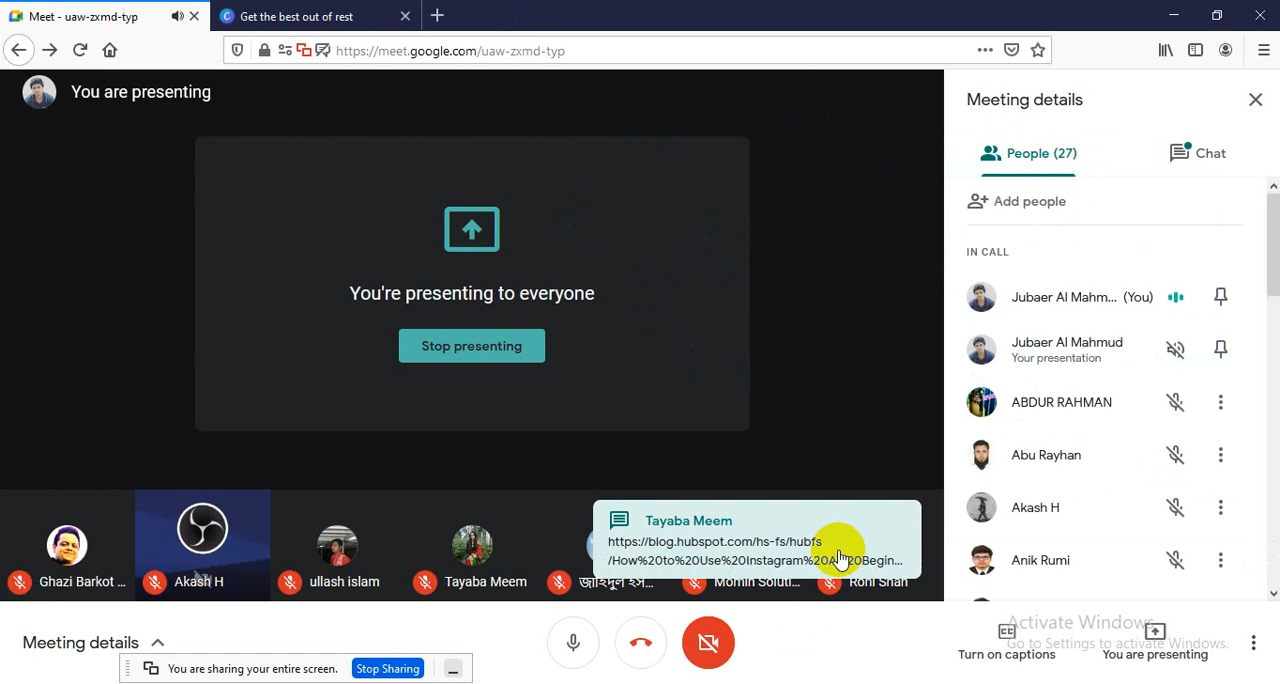 Meet - uaw-zxmd-typ
Get the best out of rest
https://meet.google.com/uaw-zxmd-typ
You are presenting
You're presenting to everyone
Stop presenting
Tayaba Meem
https://blog.hubspot.com/hs-fs/hubfs
/How%20to%20Use%20Instagram%20A
%20Begin...
Ghazi Barkot ...
Akash H
ullash islam
Tayaba Meem
জাহিদুল ইস...
Momin Soluti...
Roni Shah
Meeting details
You are sharing your entire screen.
Stop Sharing
Meeting details
People (27)
Chat
Add people
IN CALL
Jubaer Al Mahm... (You)
Jubaer Al Mahmud
Your presentation
ABDUR RAHMAN
Abu Rayhan
Akash H
Anik Rumi
Activate Windows
Go to Settings to activate Windows.
Turn on captions
You are presenting